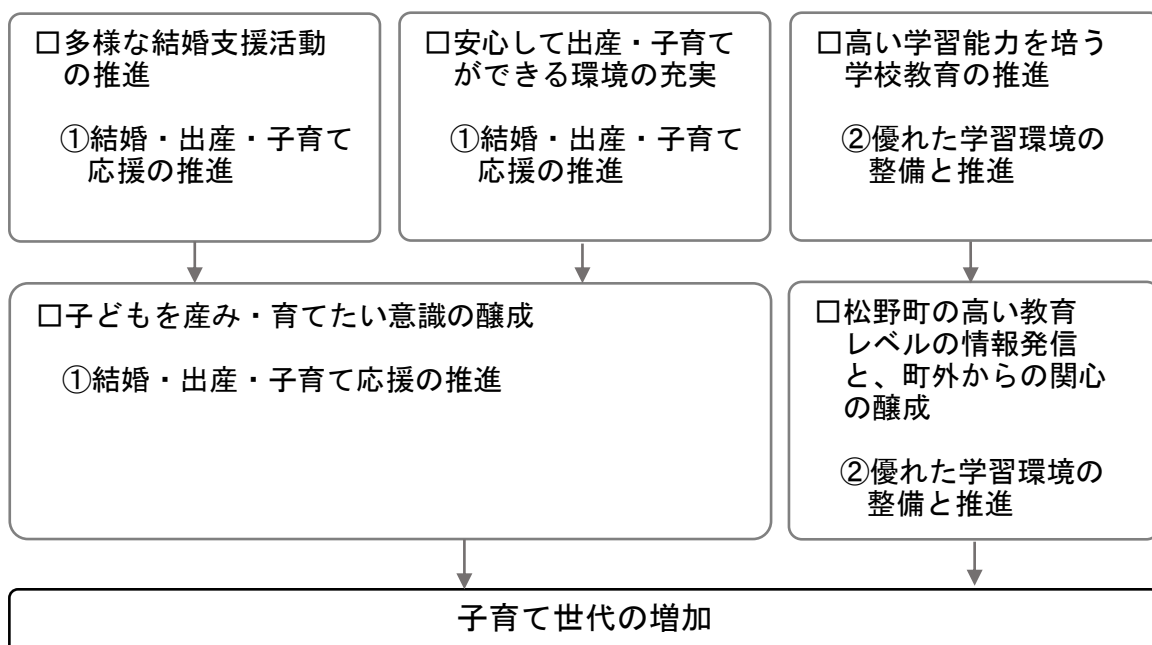 □多様な結婚支援活動
の推進
①結婚・出産・子育て
応援の推進
□安心して出産・子育て
ができる環境の充実
①結婚・出産・子育て
応援の推進
□高い学習能力を培う
学校教育の推進
②優れた学習環境の
整備と推進
□子どもを産み・育てたい意識の醸成
①結婚・出産・子育て応援の推進
□松野町の高い教育
レベルの情報発信
と、町外からの関心
の醸成
②優れた学習環境の
整備と推進
子育て世代の増加